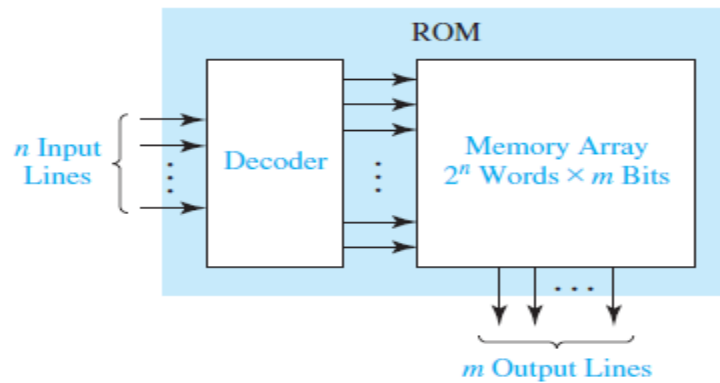 ROM
n Input
Lines
Decoder
Memory Array
2ⁿ Words × m Bits
m Output Lines